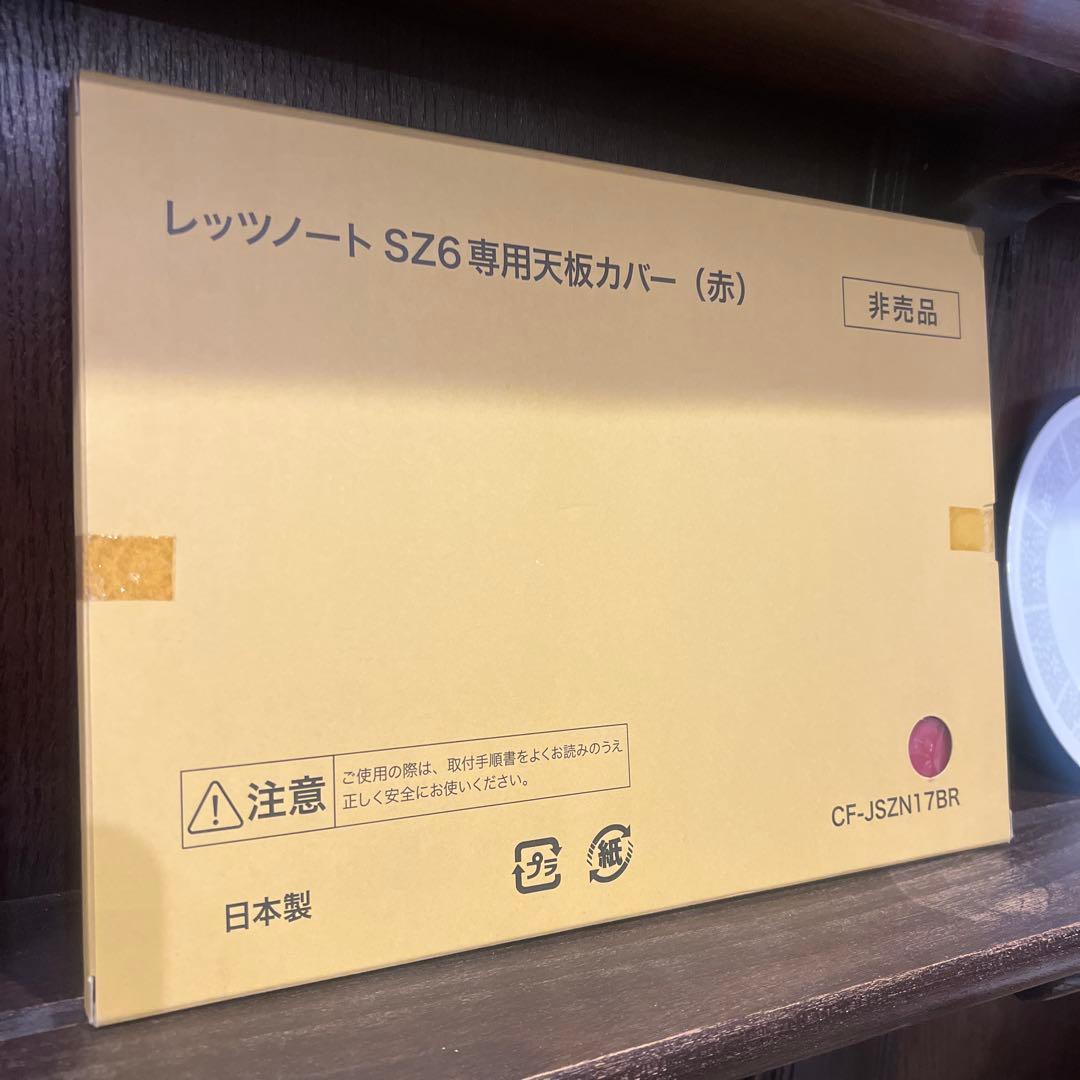 レッツノート SZ6専用天板カバー（赤）
非売品
注意
ご使用の際は、取付手順書をよくお読みのうえ
正しく安全にお使いください。
プラ
紙
CF-JSZN17BR
日本製